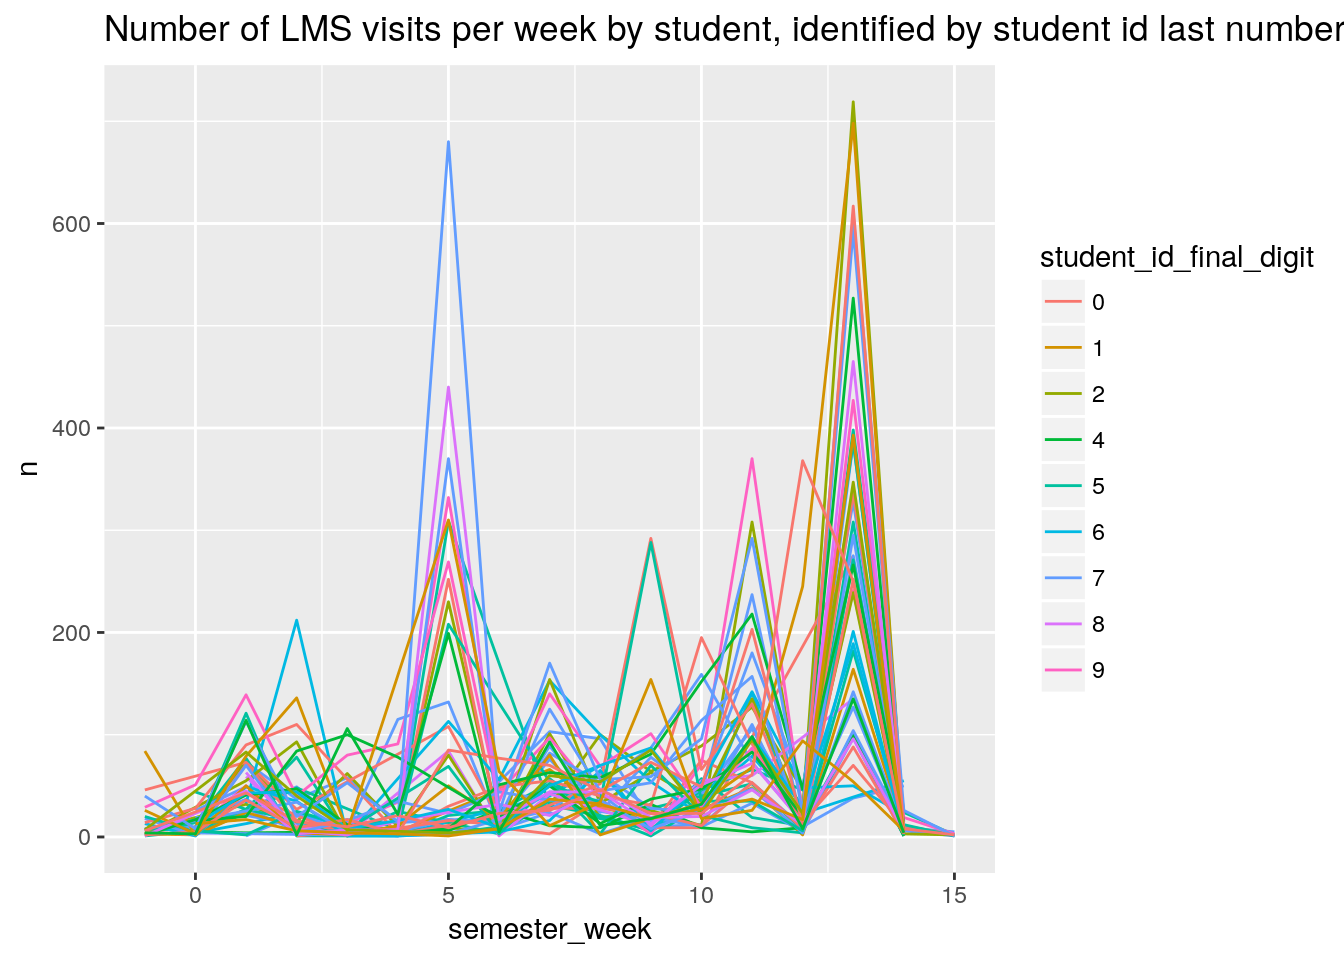 Number of LMS visits per week by student, identified by student id last number
600
400
200
0
n
0 5 10 15
semester_week
student_id_final_digit
0
1
2
4
5
6
7
8
9